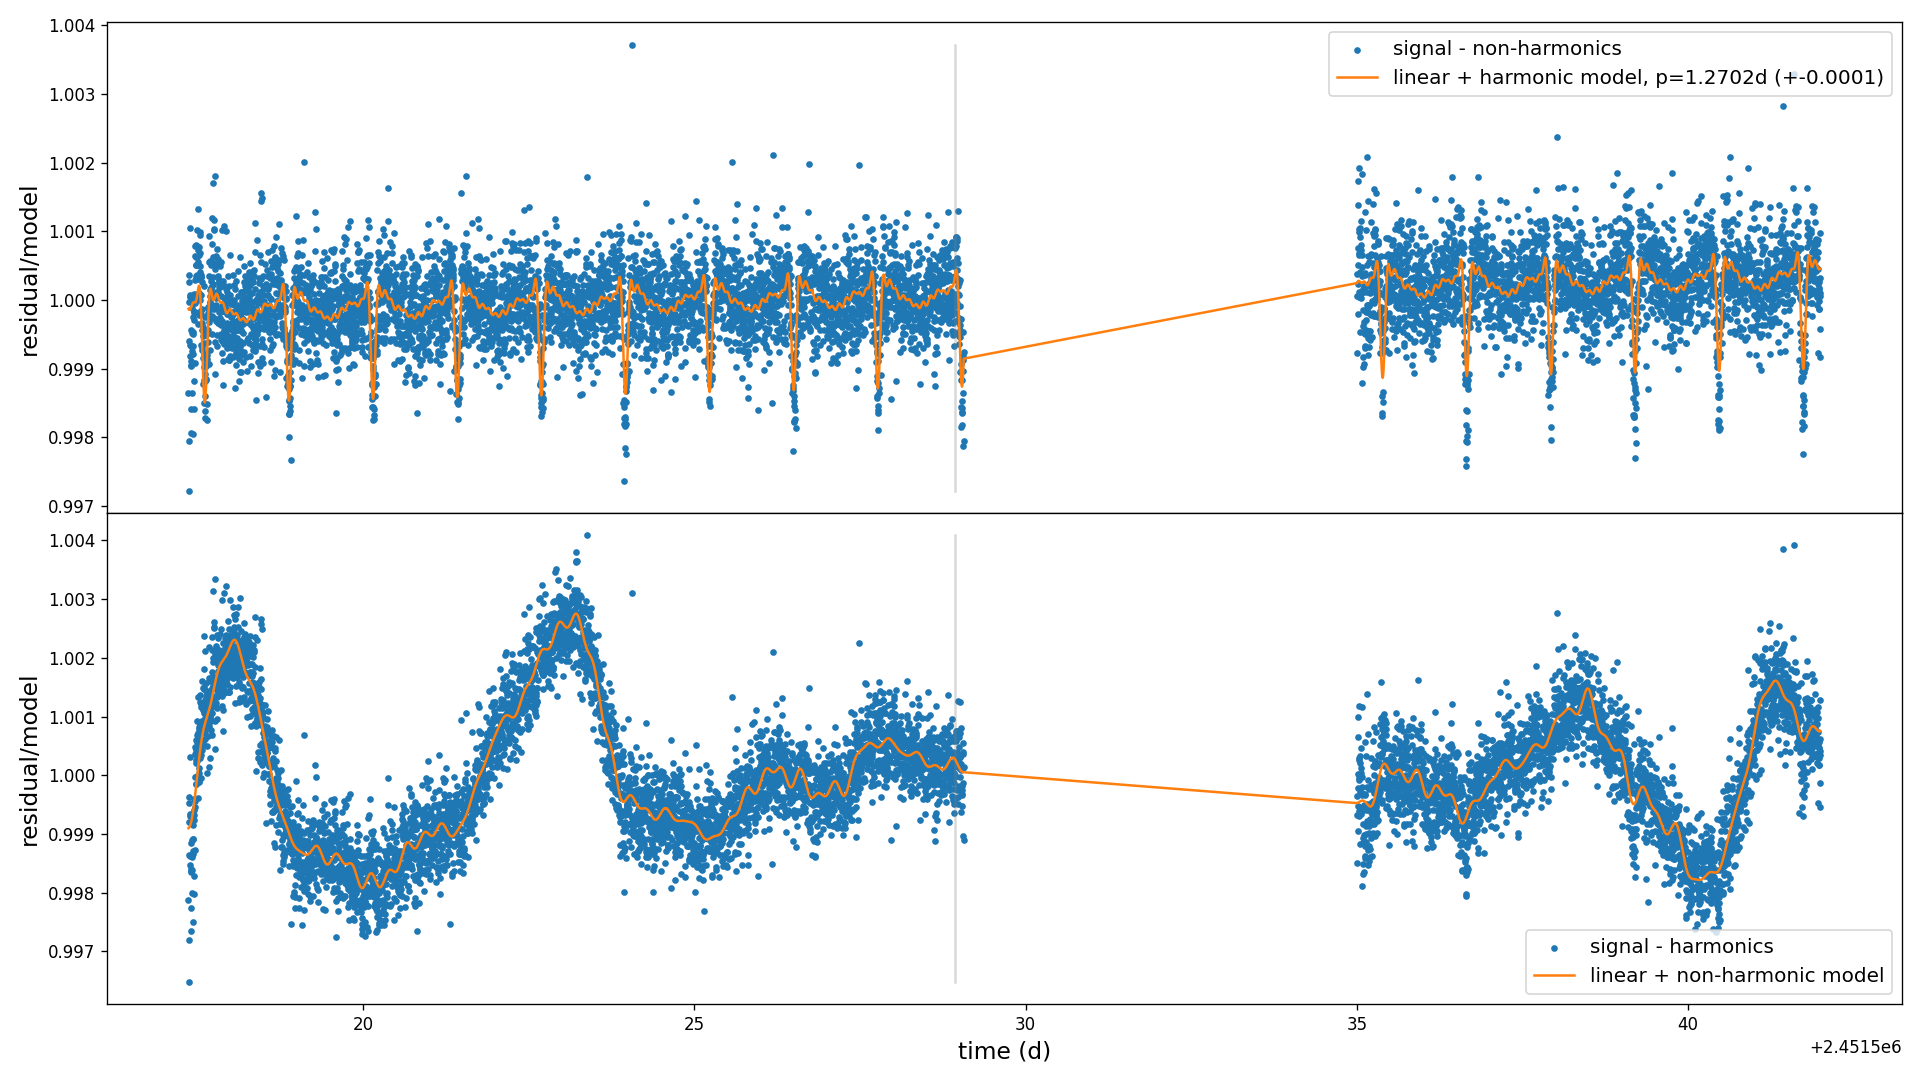 1.004
1.003
1.002
1.001
1.000
0.999
0.998
0.997
residual/model
signal - non-harmonics
linear + harmonic model, p=1.2702d (+-0.0001)
1.004
1.003
1.002
1.001
1.000
0.999
0.998
0.997
residual/model
signal - harmonics
linear + non-harmonic model
20
25
30
35
40
time (d)
+2.4515e6